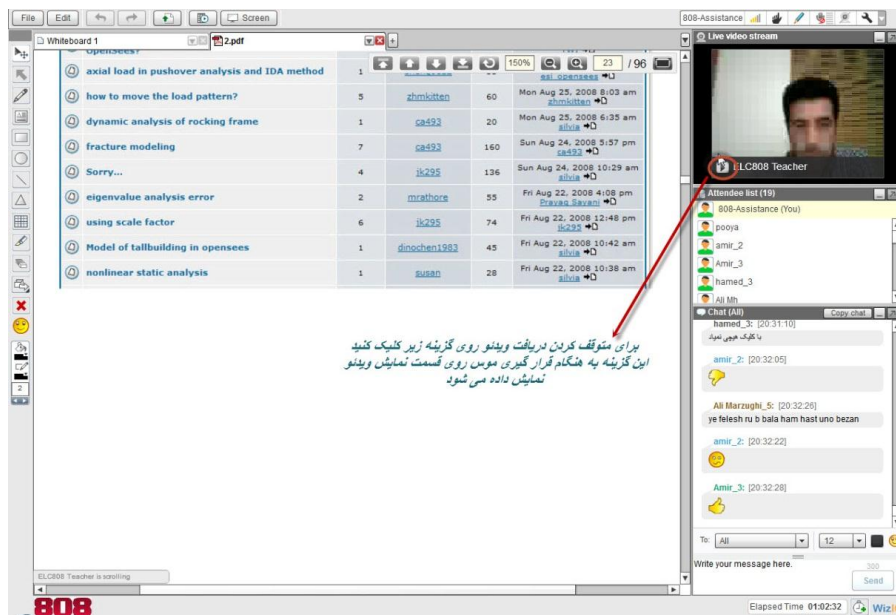 File Edit Screen
808-Assistance
Whiteboard 1
2.pdf
Live video stream
OpenSees?
150% 23 / 96
axial load in pushover analysis and IDA method 1
esl_opensees
how to move the load pattern? 5 zhmkitten 60 Mon Aug 25, 2008 8:03 am
zhmkitten
dynamic analysis of rocking frame 1 ca493 20 Mon Aug 25, 2008 6:35 am
silvia
fracture modeling 7 ca493 160 Sun Aug 24, 2008 5:57 pm
ca493
Sorry... 4 jk295 136 Sun Aug 24, 2008 10:29 am
silvia
eigenvalue analysis error 2 mrathore 55 Fri Aug 22, 2008 4:08 pm
Prayag Sayani
using scale factor 6 jk295 74 Fri Aug 22, 2008 12:48 pm
jk295
Model of tallbuilding in opensees 1 dinochen1983 45 Fri Aug 22, 2008 10:42 am
silvia
nonlinear static analysis 1 susan 28 Fri Aug 22, 2008 10:38 am
silvia
برای متوقف کردن دریافت ویدئو روی گزینه زیر کلیک کنید
این گزینه به هنگام قرار گیری موس روی قسمت نمایش ویدئو
نمایش داده می شود
2
ELC808 Teacher is scrolling
808
ELC808 Teacher
Attendee list (19)
808-Assistance (You)
pooya
amir_2
Amir_3
hamed_3
Ali Mh
Chat (All) Copy chat
hamed_3: [20:31:10]
با کلیک هیچی نمیاد
amir_2: [20:32:05]
Ali Marzughi_5: [20:32:26]
ye felesh ru b bala ham hast uno bezan
amir_2: [20:32:22]
Amir_3: [20:32:28]
To: All 12
Write your message here.
300
Send
Elapsed Time 01:02:32 Wiz